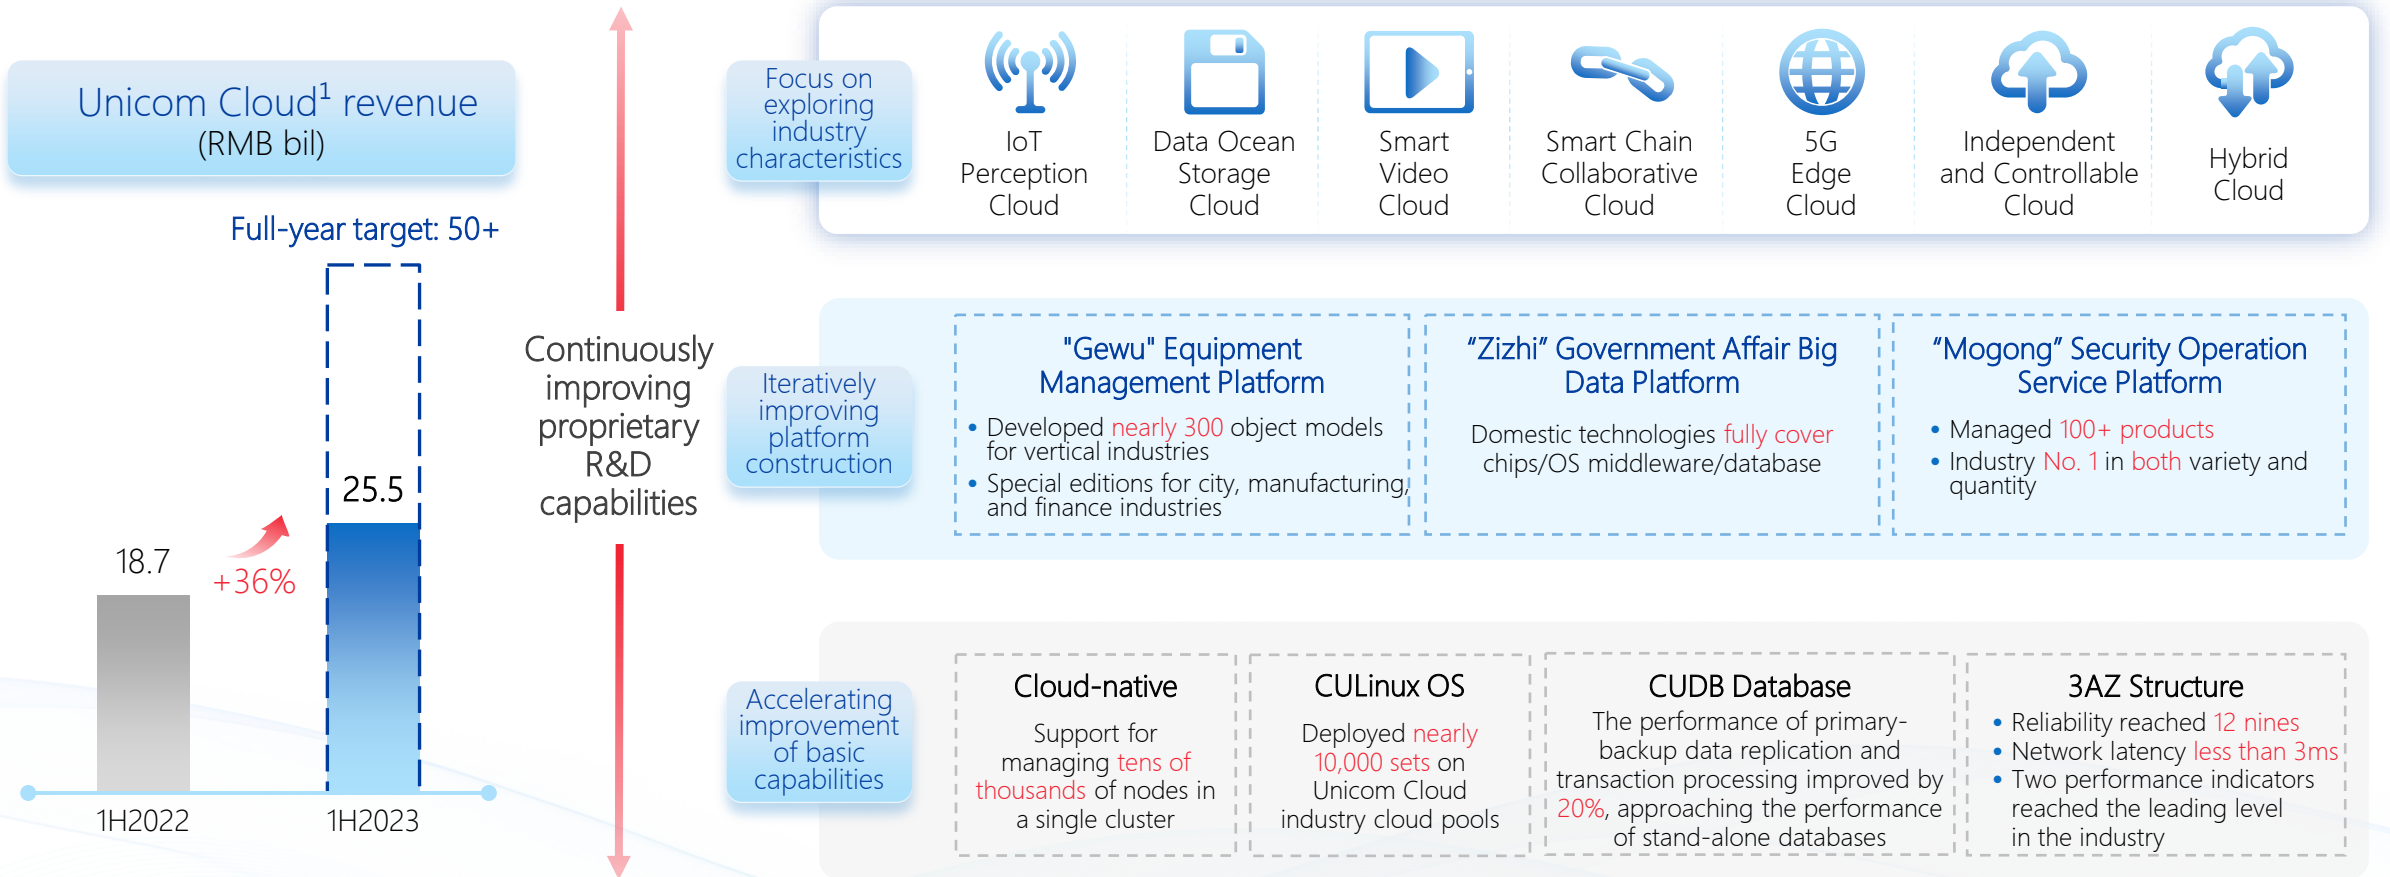 Unicom Cloud¹ revenue
(RMB bil)
Full-year target: 50+
25.5
18.7
+36%
1H2022
1H2023
Continuously
improving
proprietary
R&D
capabilities
Focus on
exploring
industry
characteristics
IoT
Perception
Cloud
Data Ocean
Storage
Cloud
Smart
Video
Cloud
Smart Chain
Collaborative
Cloud
5G
Edge
Cloud
Independent
and Controllable
Cloud
Hybrid
Cloud
Iteratively
improving
platform
construction
"Gewu" Equipment
Management Platform
• Developed nearly 300 object models
for vertical industries
• Special editions for city, manufacturing,
and finance industries
“Zizhi” Government Affair Big
Data Platform
Domestic technologies fully cover
chips/OS middleware/database
“Mogong” Security Operation
Service Platform
• Managed 100+ products
• Industry No. 1 in both variety and
quantity
Accelerating
improvement
of basic
capabilities
Cloud-native
Support for
managing tens of
thousands of nodes in
a single cluster
CULinux OS
Deployed nearly
10,000 sets on
Unicom Cloud
industry cloud pools
CUDB Database
The performance of primary-
backup data replication and
transaction processing improved by
20%, approaching the performance
of stand-alone databases
3AZ Structure
• Reliability reached 12 nines
• Network latency less than 3ms
• Two performance indicators
reached the leading level
in the industry